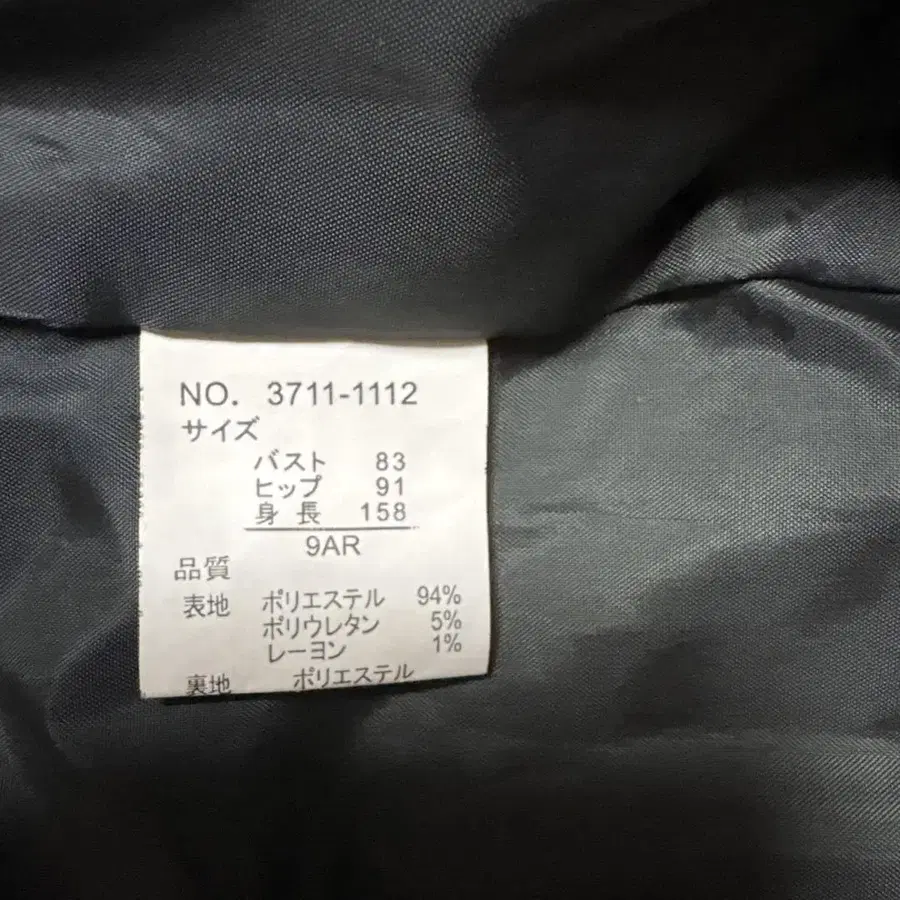 NO. 3711-1112
サイズ
バスト 83
ヒップ 91
身長 158
9AR
品質
表地 ポリエステル 94%
ポリウレタン 5%
レーヨン 1%
裏地 ポリエステル